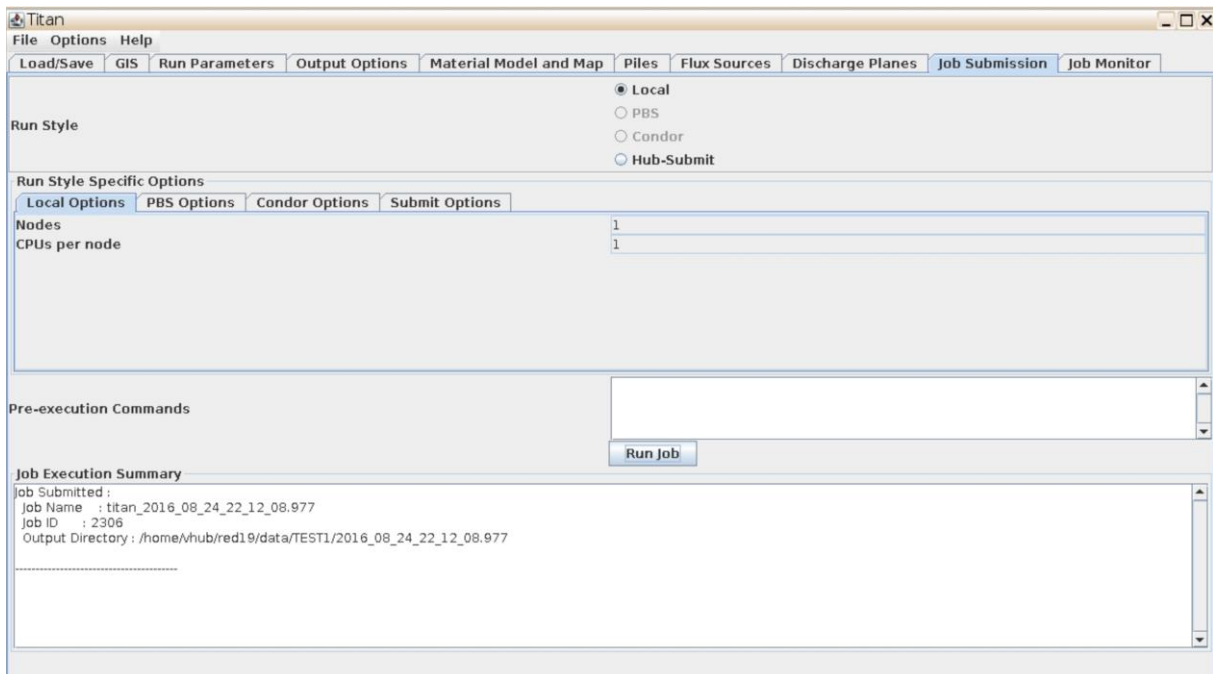 Titan
File Options Help
Load/Save GIS Run Parameters Output Options Material Model and Map Piles Flux Sources Discharge Planes Job Submission Job Monitor
Run Style
Local
PBS
Condor
Hub-Submit
Run Style Specific Options
Local Options PBS Options Condor Options Submit Options
Nodes 1
CPUs per node 1
Pre-execution Commands
Run Job
Job Execution Summary
Job Submitted :
Job Name : titan_2016_08_24_22_12_08.977
Job ID : 2306
Output Directory : /home/vhub/red19/data/TEST1/2016_08_24_22_12_08.977
----------------------------------------